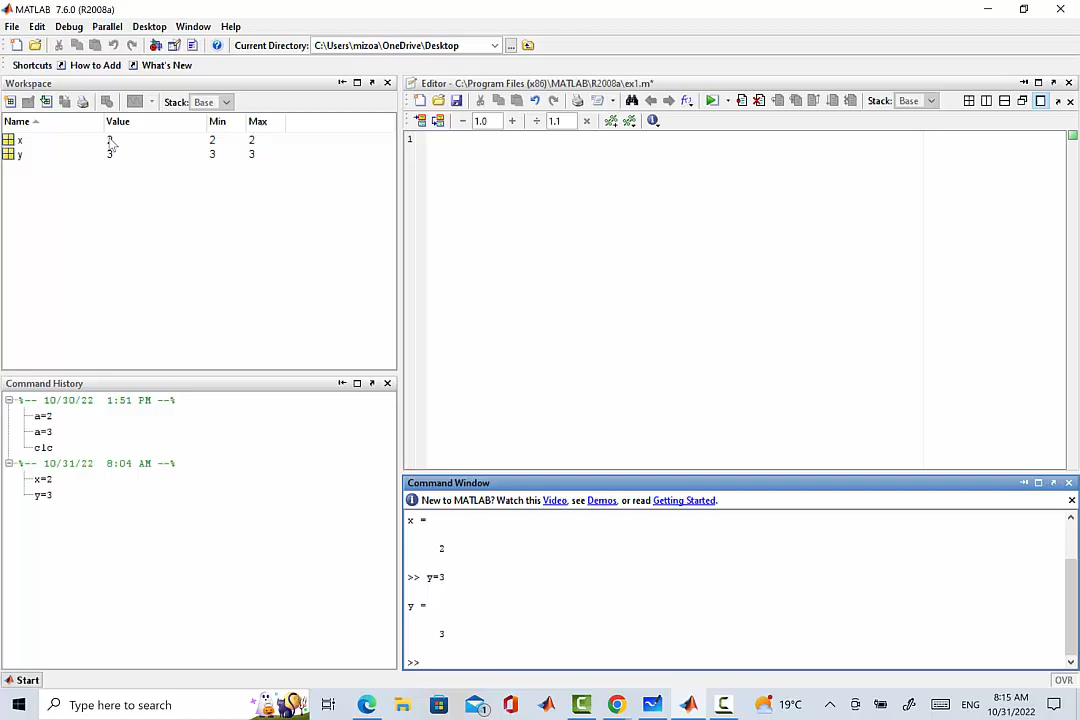 MATLAB 7.6.0 (R2008a)
File Edit Debug Parallel Desktop Window Help
Current Directory: C:\Users\mizoa\OneDrive\Desktop ...
Shortcuts How to Add What's New
Workspace
Stack: Base
Name Value Min Max
x 2 2
y 3 3 3
Command History
%-- 10/30/22 1:51 PM --%
a=2
a=3
clc
%-- 10/31/22 8:04 AM --%
x=2
y=3
Editor - C:\Program Files (x86)\MATLAB\R2008a\ex1.m*
Stack: Base
− 1.0 + ÷ 1.1 ×
1
Command Window
New to MATLAB? Watch this Video, see Demos, or read Getting Started.
x =
2
>> y=3
y =
3
>>
Start
OVR
Type here to search
1
19°C
ENG
8:15 AM
10/31/2022